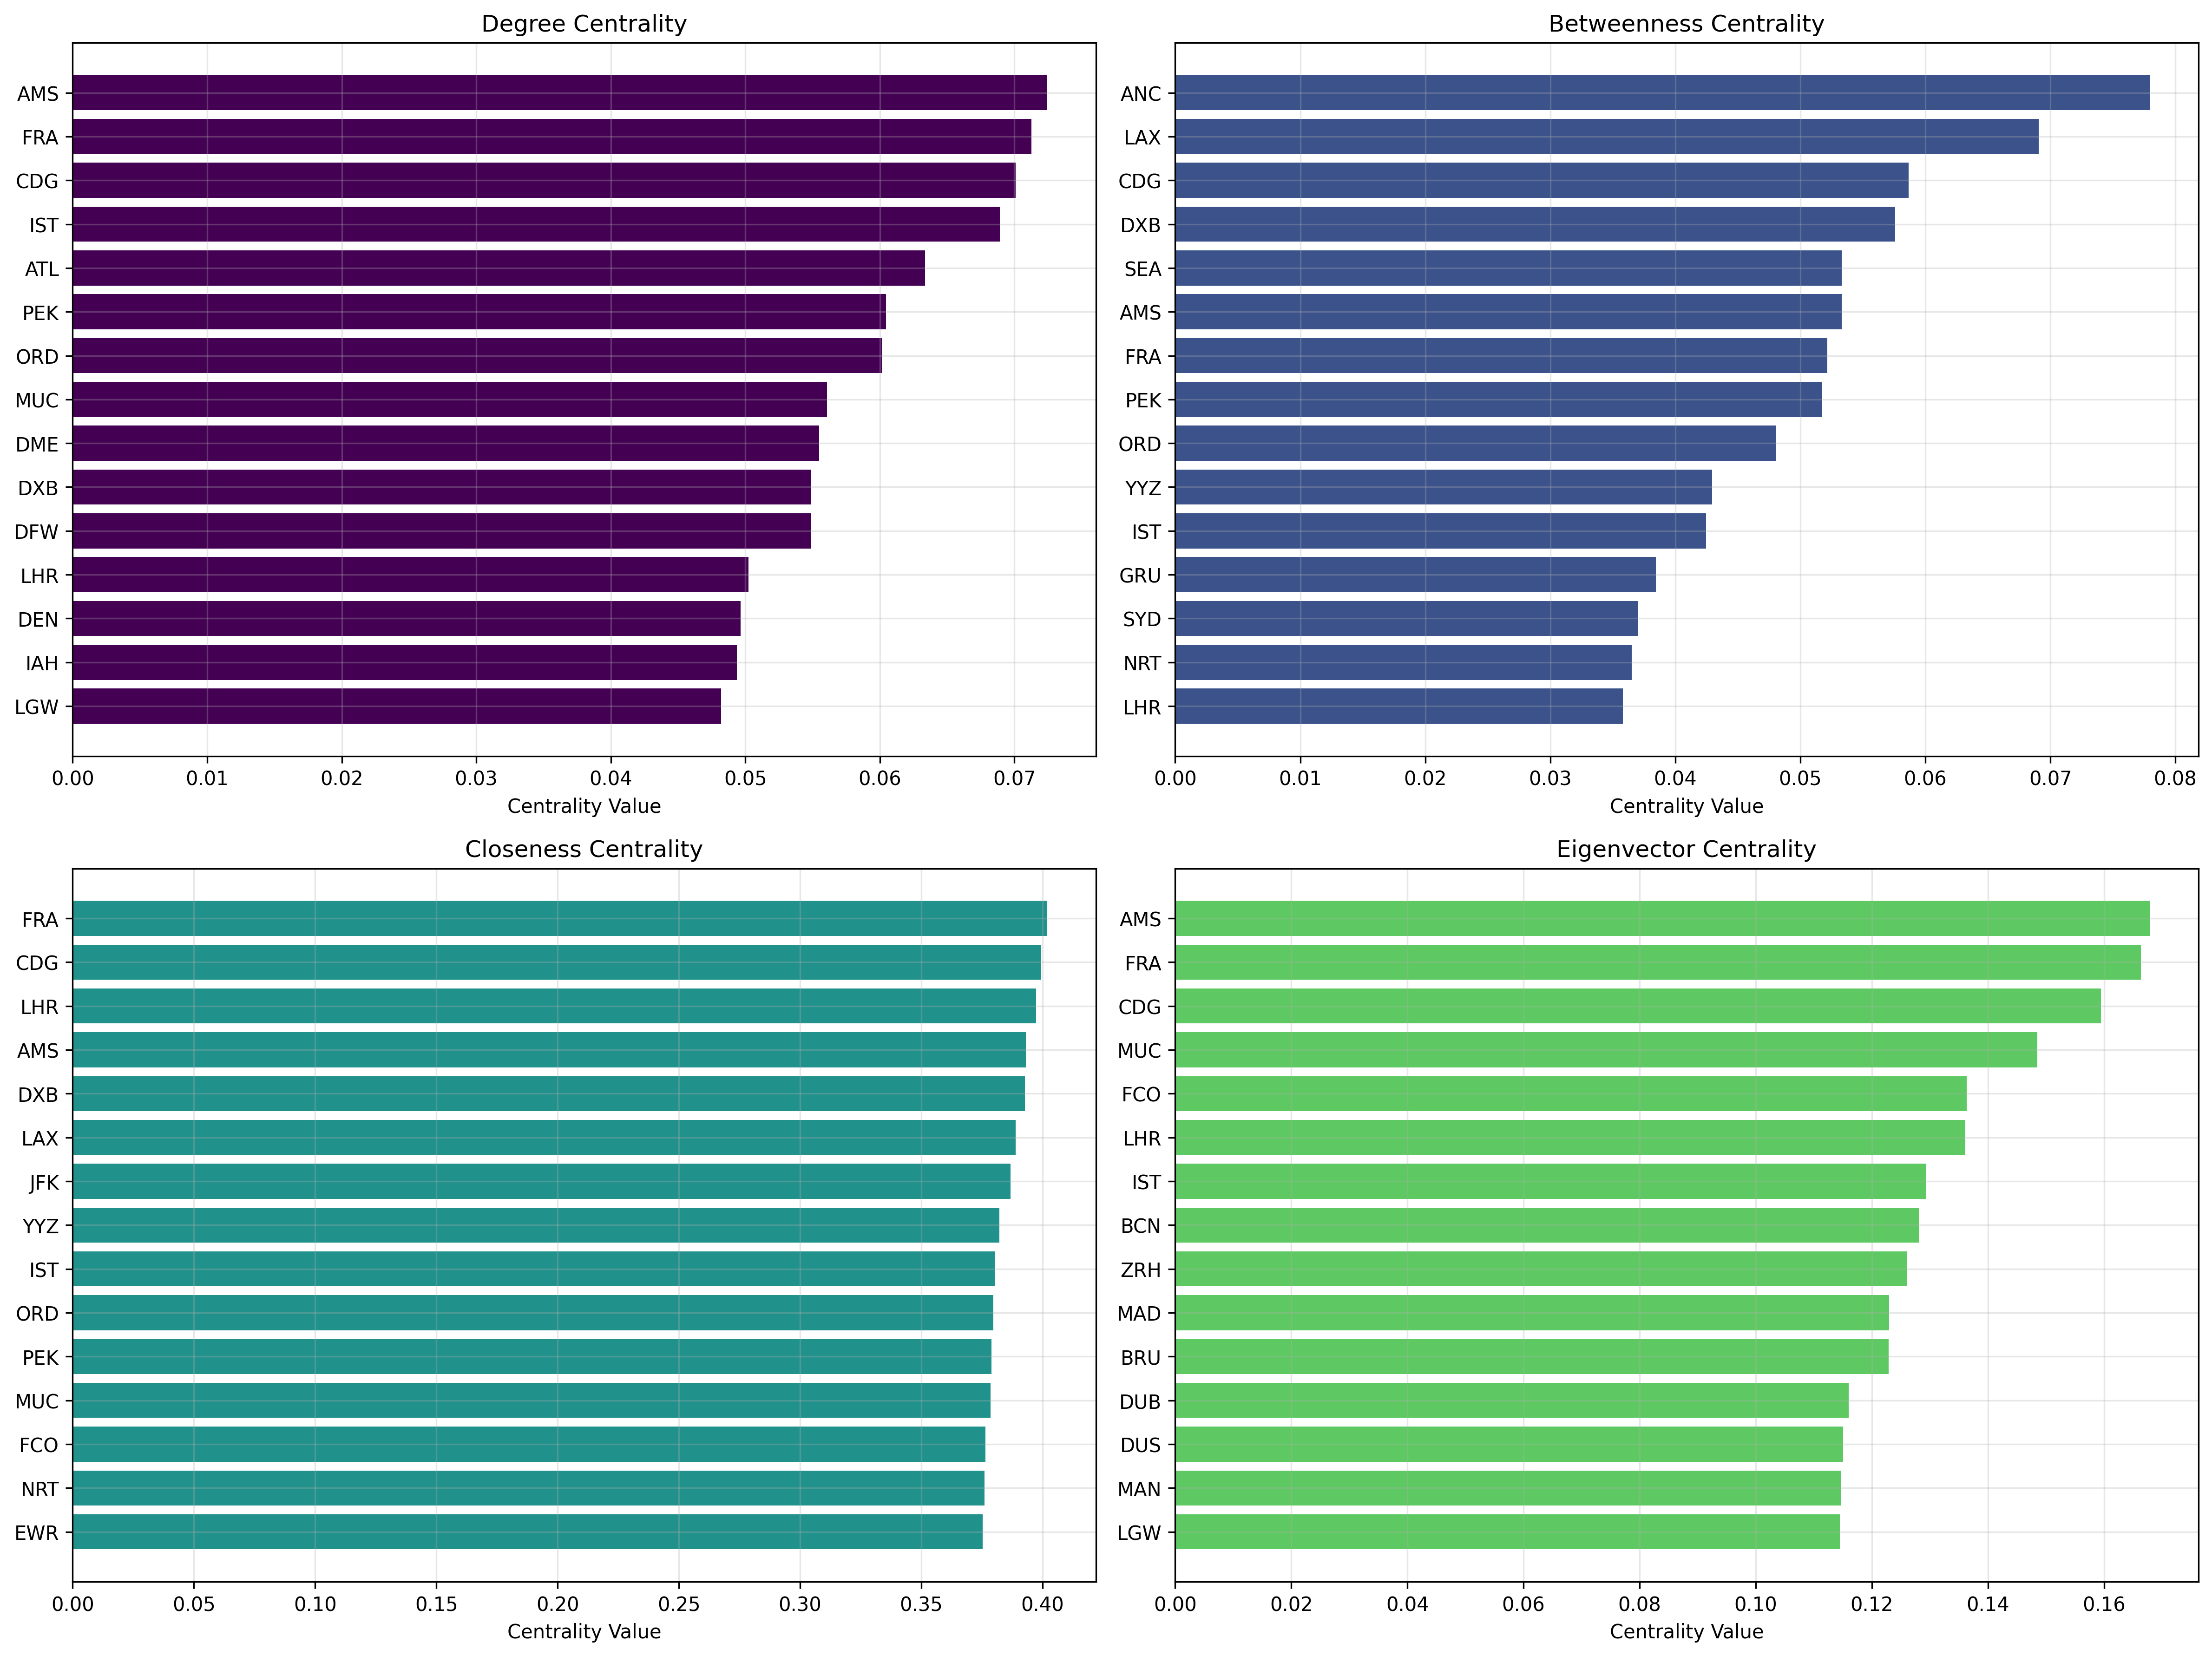 Degree Centrality
AMS
FRA
CDG
IST
ATL
PEK
ORD
MUC
DME
DXB
DFW
LHR
DEN
IAH
LGW
0.00 0.01 0.02 0.03 0.04 0.05 0.06 0.07
Centrality Value
Betweenness Centrality
ANC
LAX
CDG
DXB
SEA
AMS
FRA
PEK
ORD
YYZ
IST
GRU
SYD
NRT
LHR
0.00 0.01 0.02 0.03 0.04 0.05 0.06 0.07 0.08
Centrality Value
Closeness Centrality
FRA
CDG
LHR
AMS
DXB
LAX
JFK
YYZ
IST
ORD
PEK
MUC
FCO
NRT
EWR
0.00 0.05 0.10 0.15 0.20 0.25 0.30 0.35 0.40
Centrality Value
Eigenvector Centrality
AMS
FRA
CDG
MUC
FCO
LHR
IST
BCN
ZRH
MAD
BRU
DUB
DUS
MAN
LGW
0.00 0.02 0.04 0.06 0.08 0.10 0.12 0.14 0.16
Centrality Value